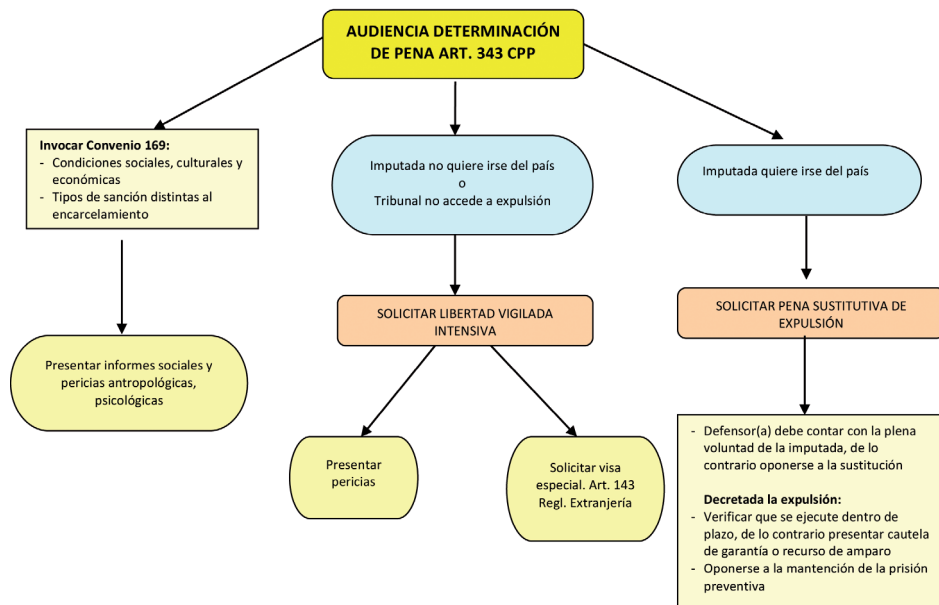 AUDIENCIA DETERMINACIÓN
DE PENA ART. 343 CPP
Invocar Convenio 169:
- Condiciones sociales, culturales y
económicas
- Tipos de sanción distintas al
encarcelamiento
Presentar informes sociales y
pericias antropológicas,
psicológicas
Imputada no quiere irse del país
o
Tribunal no accede a expulsión
SOLICITAR LIBERTAD VIGILADA
INTENSIVA
Presentar
pericias
Solicitar visa
especial. Art. 143
Regl. Extranjería
Imputada quiere irse del país
SOLICITAR PENA SUSTITUTIVA DE
EXPULSIÓN
- Defensor(a) debe contar con la plena
voluntad de la imputada, de lo
contrario oponerse a la sustitución
Decretada la expulsión:
- Verificar que se ejecute dentro de
plazo, de lo contrario presentar cautela
de garantía o recurso de amparo
- Oponerse a la mantención de la prisión
preventiva